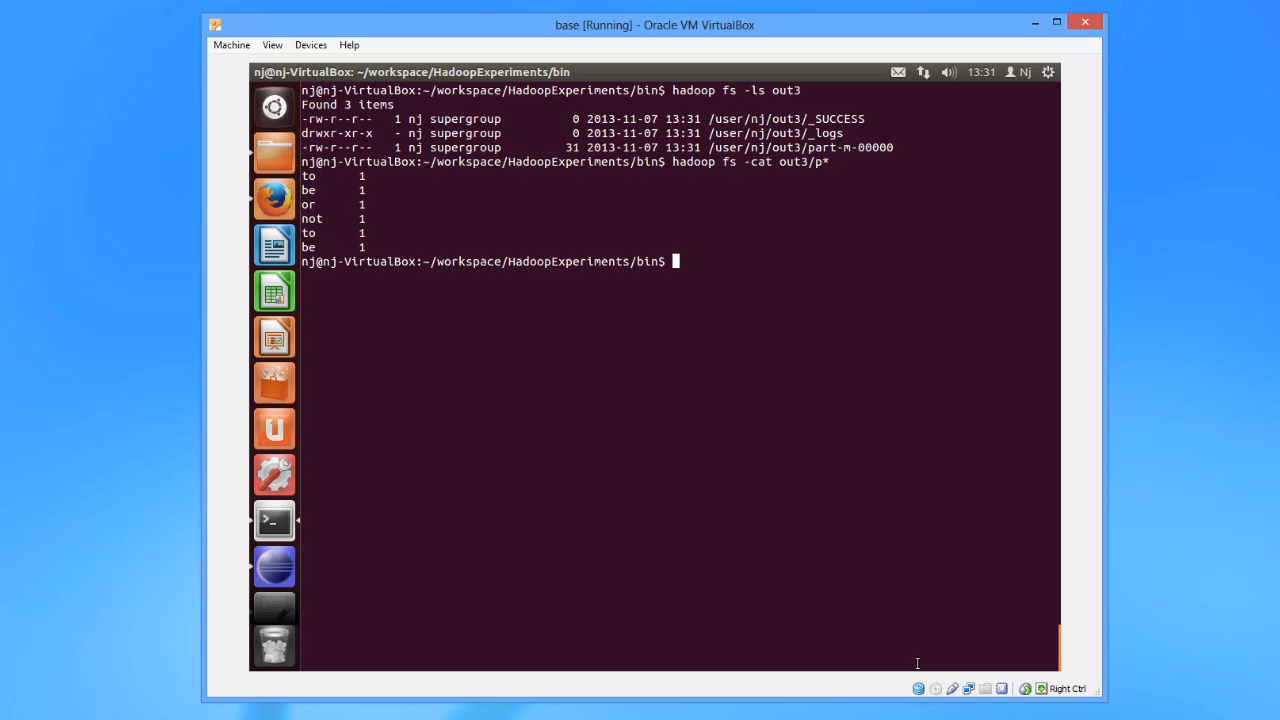 base [Running] - Oracle VM VirtualBox
Machine View Devices Help
nj@nj-VirtualBox: ~/workspace/HadoopExperiments/bin 13:31 Nj
nj@nj-VirtualBox:~/workspace/HadoopExperiments/bin$ hadoop fs -ls out3
Found 3 items
-rw-r--r-- 1 nj supergroup 0 2013-11-07 13:31 /user/nj/out3/_SUCCESS
drwxr-xr-x - nj supergroup 0 2013-11-07 13:31 /user/nj/out3/_logs
-rw-r--r-- 1 nj supergroup 31 2013-11-07 13:31 /user/nj/out3/part-m-00000
nj@nj-VirtualBox:~/workspace/HadoopExperiments/bin$ hadoop fs -cat out3/p*
to 1
be 1
or 1
not 1
to 1
be 1
nj@nj-VirtualBox:~/workspace/HadoopExperiments/bin$
Right Ctrl